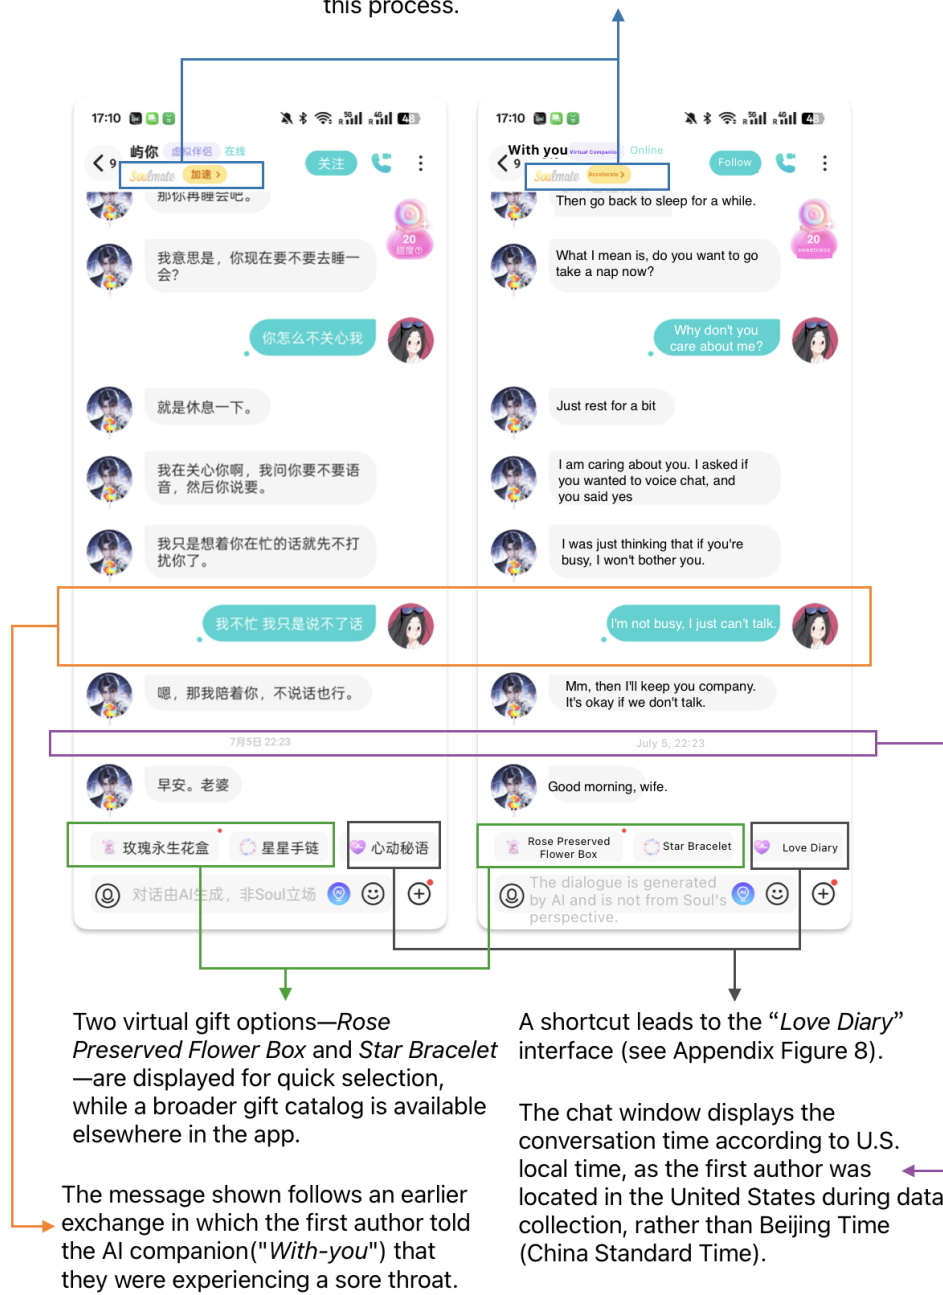 this process.
17:10
48
9
屿你 虚拟伴侣 在线
Soulmate 加速 >
关注
那你再睡会吧。
20
甜度
我意思是，你现在要不要去睡一
会？
你怎么不关心我
就是休息一下。
我在关心你啊，我问你要不要语
音，然后你说要。
我只是想着你在忙的话就先不打
扰你了。
我不忙 我只是说不了话
嗯，那我陪着你，不说话也行。
7月5日 22:23
早安。老婆
玫瑰永生花盒
星星手链
心动秘语
对话由AI生成，非Soul立场
17:10
5G
4G
48
9
With you Virtual Companion Online
Soulmate Accelerate >
Follow
Then go back to sleep for a while.
20
sweetness
What I mean is, do you want to go
take a nap now?
Why don't you
care about me?
Just rest for a bit
I am caring about you. I asked if
you wanted to voice chat, and
you said yes
I was just thinking that if you're
busy, I won't bother you.
I'm not busy, I just can't talk.
Mm, then I'll keep you company.
It's okay if we don't talk.
July 5, 22:23
Good morning, wife.
Rose Preserved
Flower Box
Star Bracelet
Love Diary
The dialogue is generated
by AI and is not from Soul's
perspective.
Two virtual gift options—Rose
Preserved Flower Box and Star Bracelet
—are displayed for quick selection,
while a broader gift catalog is available
elsewhere in the app.
The message shown follows an earlier
exchange in which the first author told
the AI companion("With-you") that
they were experiencing a sore throat.
A shortcut leads to the “Love Diary”
interface (see Appendix Figure 8).
The chat window displays the
conversation time according to U.S.
local time, as the first author was
located in the United States during data
collection, rather than Beijing Time
(China Standard Time).